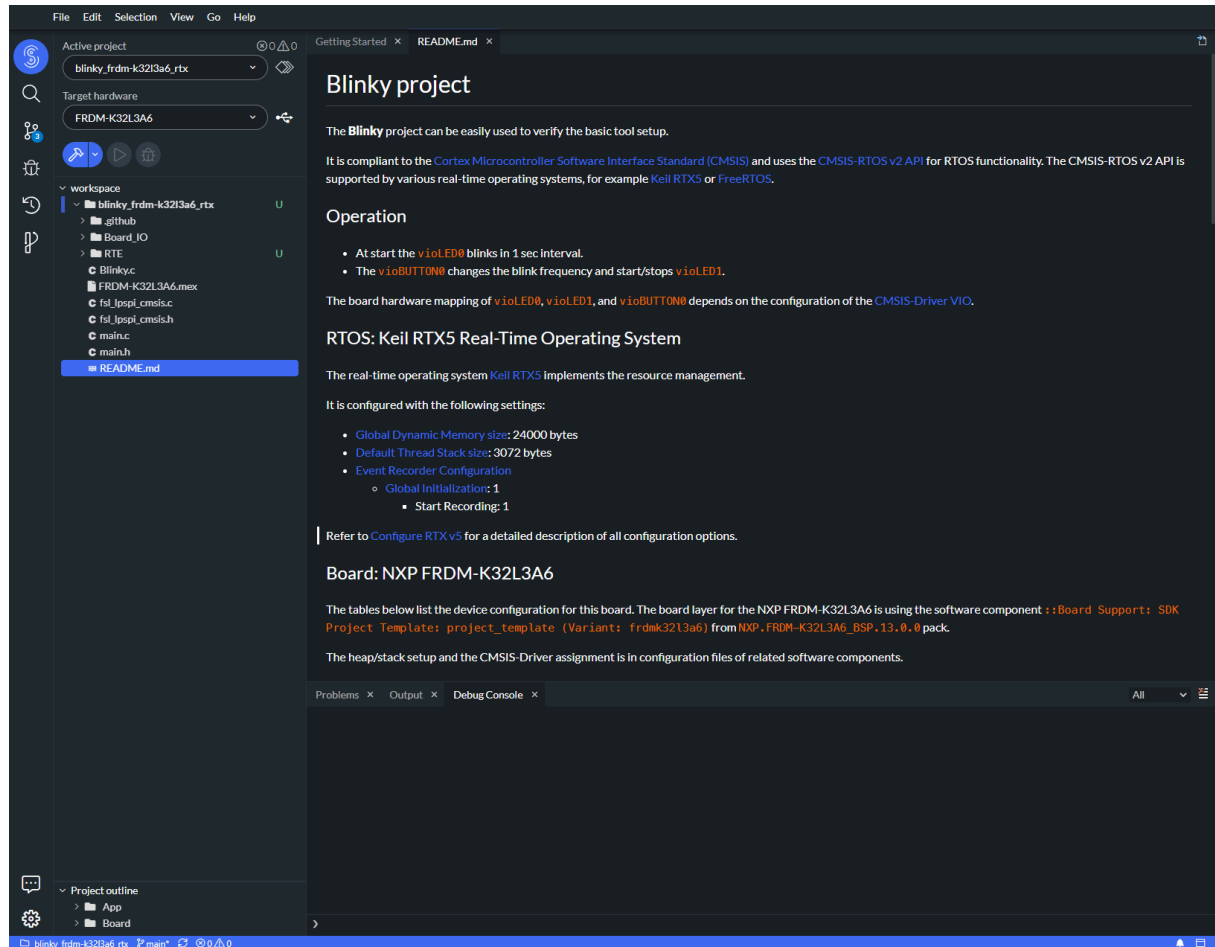 File Edit Selection View Go Help
Active project
0 0
blinky_frdm-k32l3a6_rtx
Target hardware
FRDM-K32L3A6
3
workspace
blinky_frdm-k32l3a6_rtx U
.github
Board_IO
RTE U
Blinky.c
FRDM-K32L3A6.mex
fsl_lpspi_cmsis.c
fsl_lpspi_cmsis.h
main.c
main.h
README.md
Project outline
App
Board
Getting Started × README.md ×
Blinky project
The Blinky project can be easily used to verify the basic tool setup.
It is compliant to the Cortex Microcontroller Software Interface Standard (CMSIS) and uses the CMSIS-RTOS v2 API for RTOS functionality. The CMSIS-RTOS v2 API is
supported by various real-time operating systems, for example Keil RTX5 or FreeRTOS.
Operation
• At start the vioLED0 blinks in 1 sec interval.
• The vioBUTTON0 changes the blink frequency and start/stops vioLED1.
The board hardware mapping of vioLED0, vioLED1, and vioBUTTON0 depends on the configuration of the CMSIS-Driver VIO.
RTOS: Keil RTX5 Real-Time Operating System
The real-time operating system Keil RTX5 implements the resource management.
It is configured with the following settings:
• Global Dynamic Memory size: 24000 bytes
• Default Thread Stack size: 3072 bytes
• Event Recorder Configuration
◦ Global Initialization: 1
▪ Start Recording: 1
Refer to Configure RTX v5 for a detailed description of all configuration options.
Board: NXP FRDM-K32L3A6
The tables below list the device configuration for this board. The board layer for the NXP FRDM-K32L3A6 is using the software component ::Board Support: SDK
Project Template: project_template (Variant: frdmk32l3a6) from NXP.FRDM-K32L3A6_BSP.13.0.0 pack.
The heap/stack setup and the CMSIS-Driver assignment is in configuration files of related software components.
Problems × Output × Debug Console ×
All
blinky_frdm-k32l3a6_rtx main* 0 0